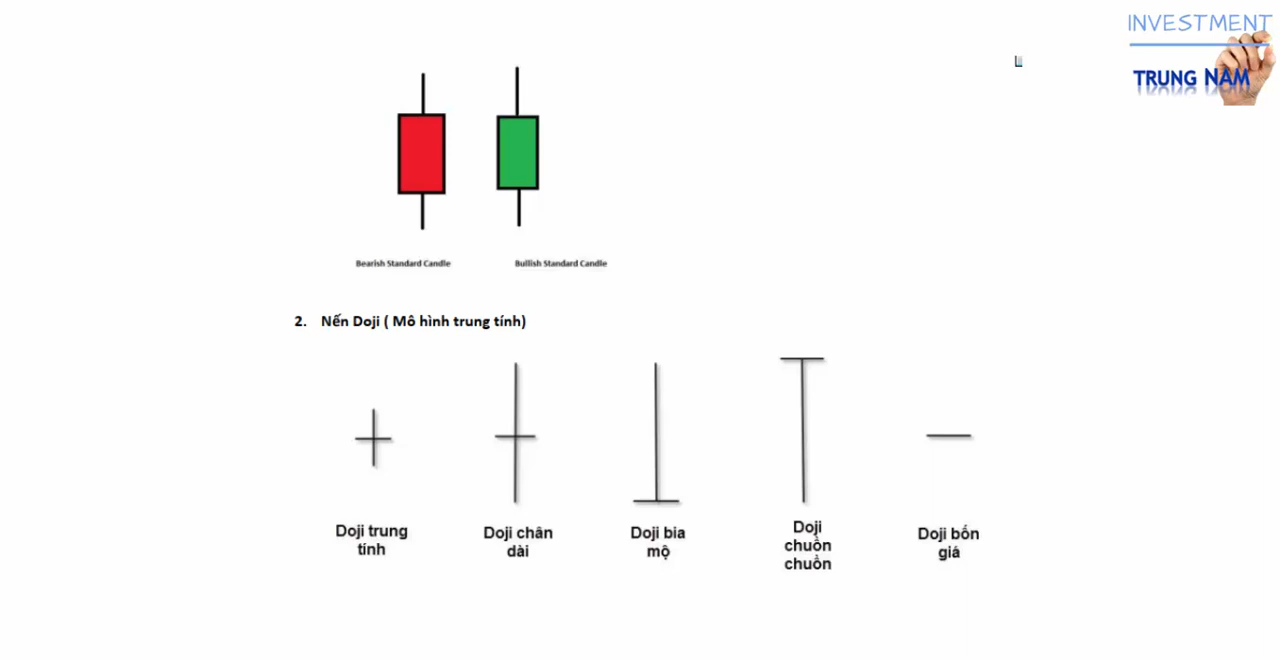 INVESTMENT
TRUNG NAM
Bearish Standard Candle
Bullish Standard Candle
2. Nến Doji ( Mô hình trung tính)
Doji trung
tính
Doji chân
dài
Doji bia
mộ
Doji
chuồn
chuồn
Doji bốn
giá